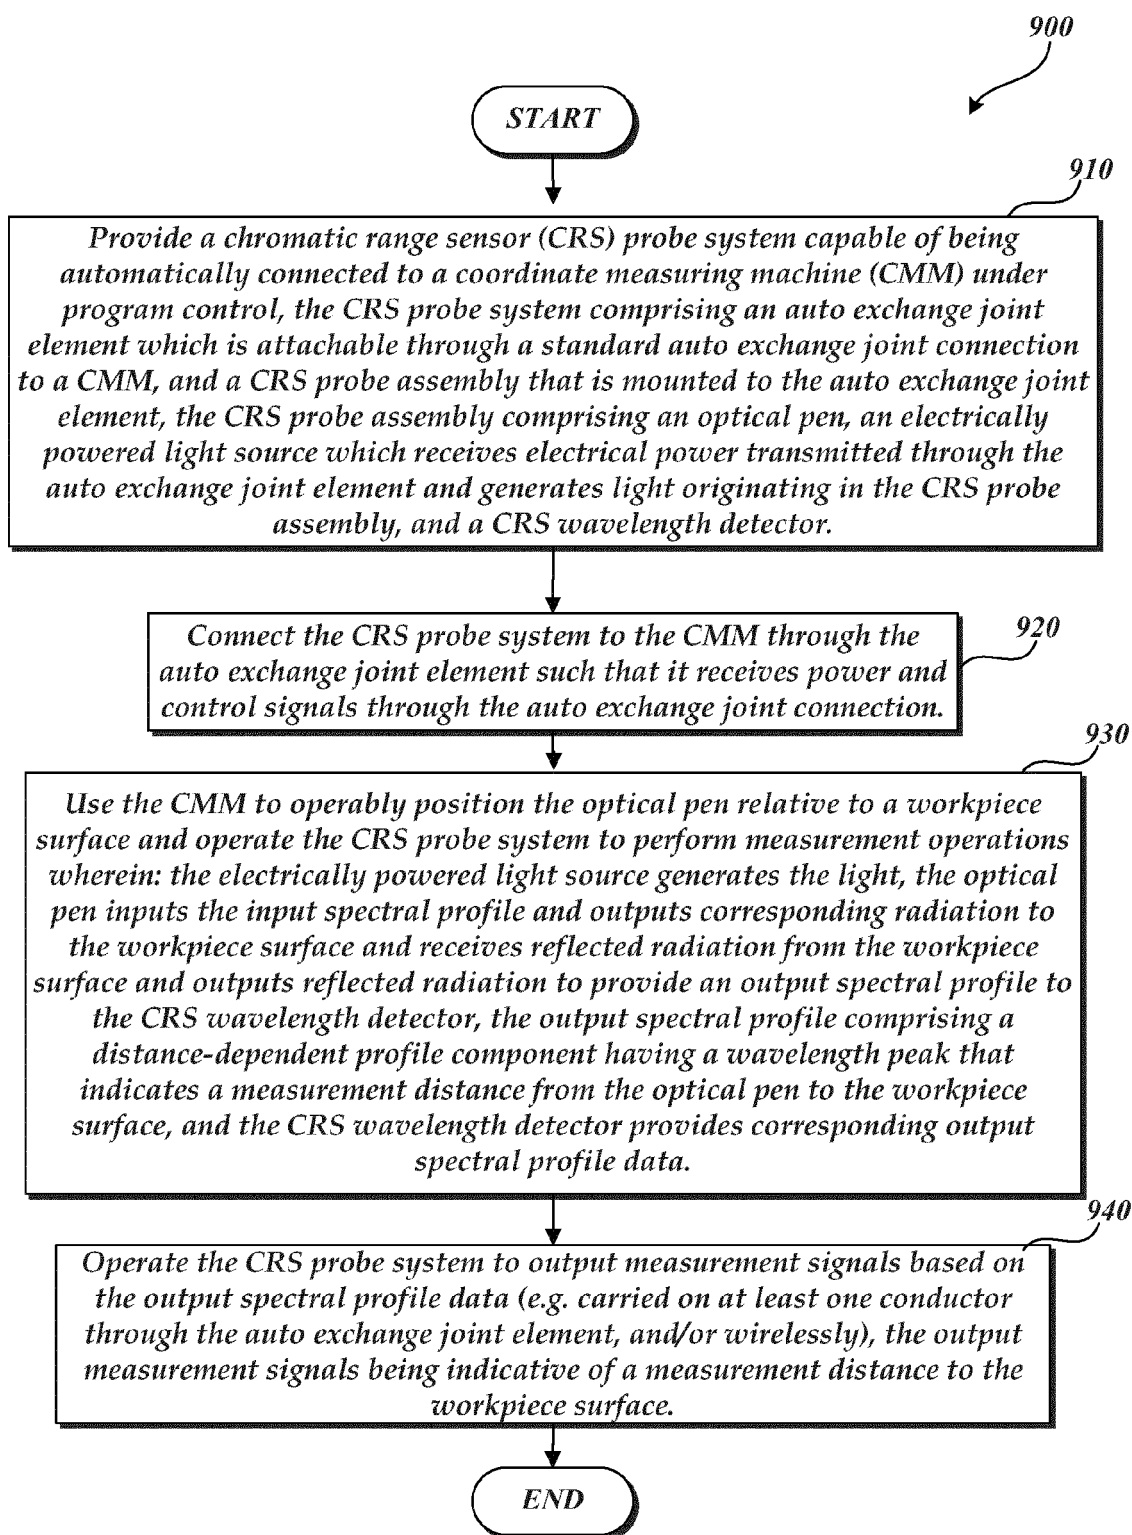 900
START
910
Provide a chromatic range sensor (CRS) probe system capable of being
automatically connected to a coordinate measuring machine (CMM) under
program control, the CRS probe system comprising an auto exchange joint
element which is attachable through a standard auto exchange joint connection
to a CMM, and a CRS probe assembly that is mounted to the auto exchange joint
element, the CRS probe assembly comprising an optical pen, an electrically
powered light source which receives electrical power transmitted through the
auto exchange joint element and generates light originating in the CRS probe
assembly, and a CRS wavelength detector.
920
Connect the CRS probe system to the CMM through the
auto exchange joint element such that it receives power and
control signals through the auto exchange joint connection.
930
Use the CMM to operably position the optical pen relative to a workpiece
surface and operate the CRS probe system to perform measurement operations
wherein: the electrically powered light source generates the light, the optical
pen inputs the input spectral profile and outputs corresponding radiation to
the workpiece surface and receives reflected radiation from the workpiece
surface and outputs reflected radiation to provide an output spectral profile to
the CRS wavelength detector, the output spectral profile comprising a
distance-dependent profile component having a wavelength peak that
indicates a measurement distance from the optical pen to the workpiece
surface, and the CRS wavelength detector provides corresponding output
spectral profile data.
940
Operate the CRS probe system to output measurement signals based on
the output spectral profile data (e.g. carried on at least one conductor
through the auto exchange joint element, and/or wirelessly), the output
measurement signals being indicative of a measurement distance to the
workpiece surface.
END